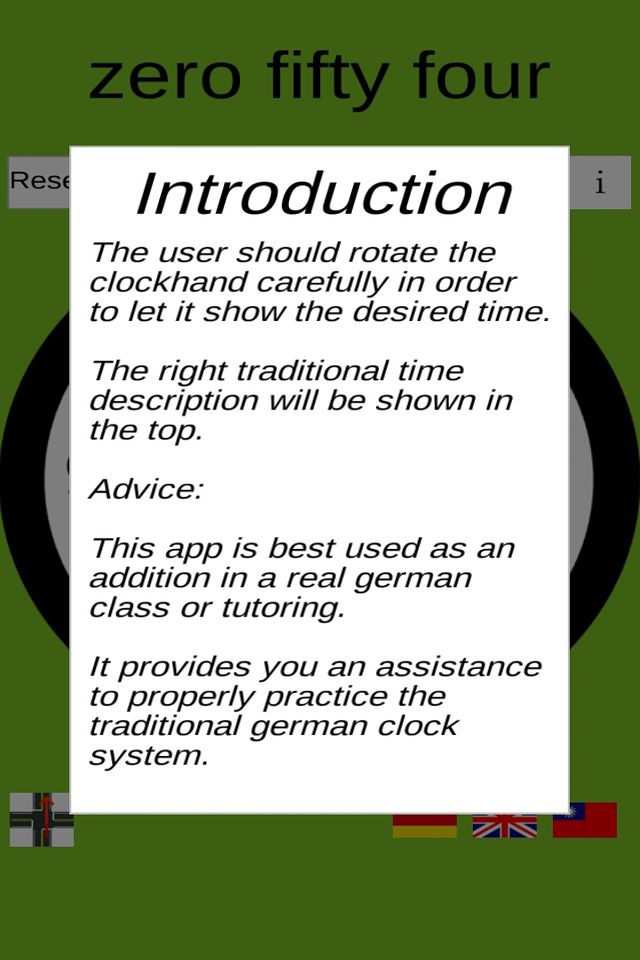 zero fifty four
Rese
i
Introduction
The user should rotate the
clockhand carefully in order
to let it show the desired time.
The right traditional time
description will be shown in
the top.
Advice:
This app is best used as an
addition in a real german
class or tutoring.
It provides you an assistance
to properly practice the
traditional german clock
system.